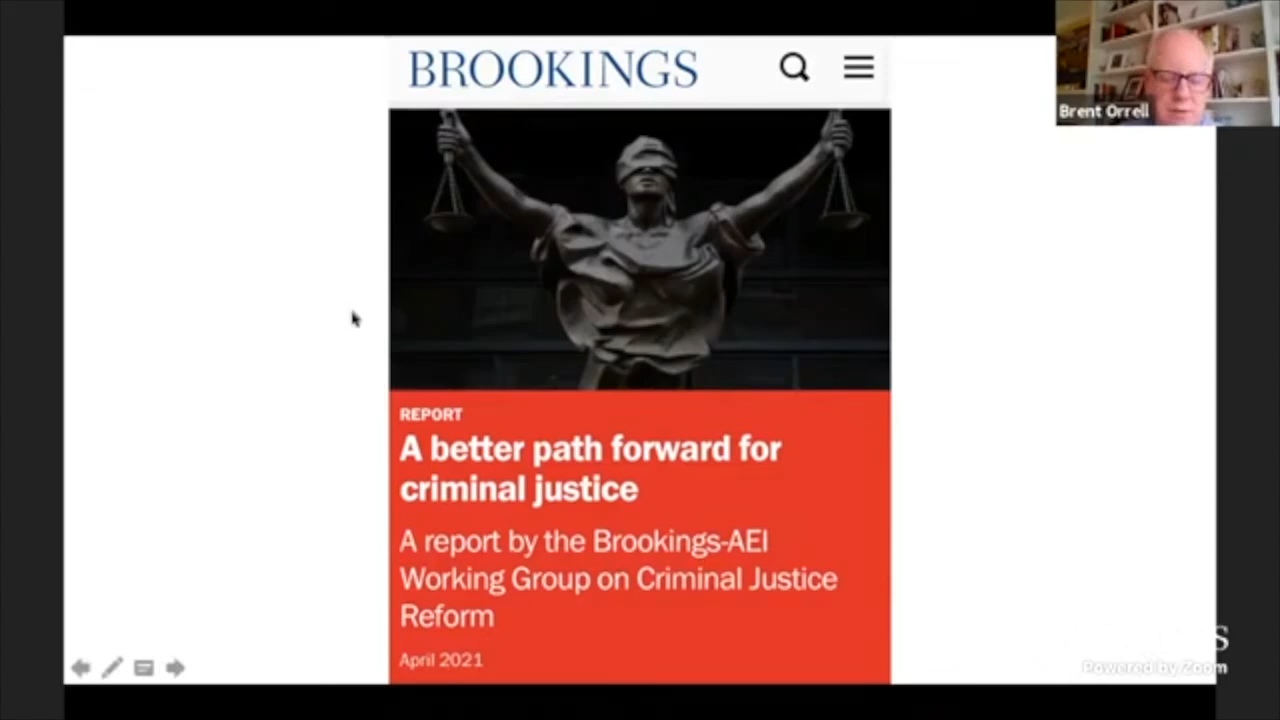 BROOKINGS
Brent Orrell
REPORT
A better path forward for
criminal justice
A report by the Brookings-AEI
Working Group on Criminal Justice
Reform
April 2021
S
Powered by Zoom